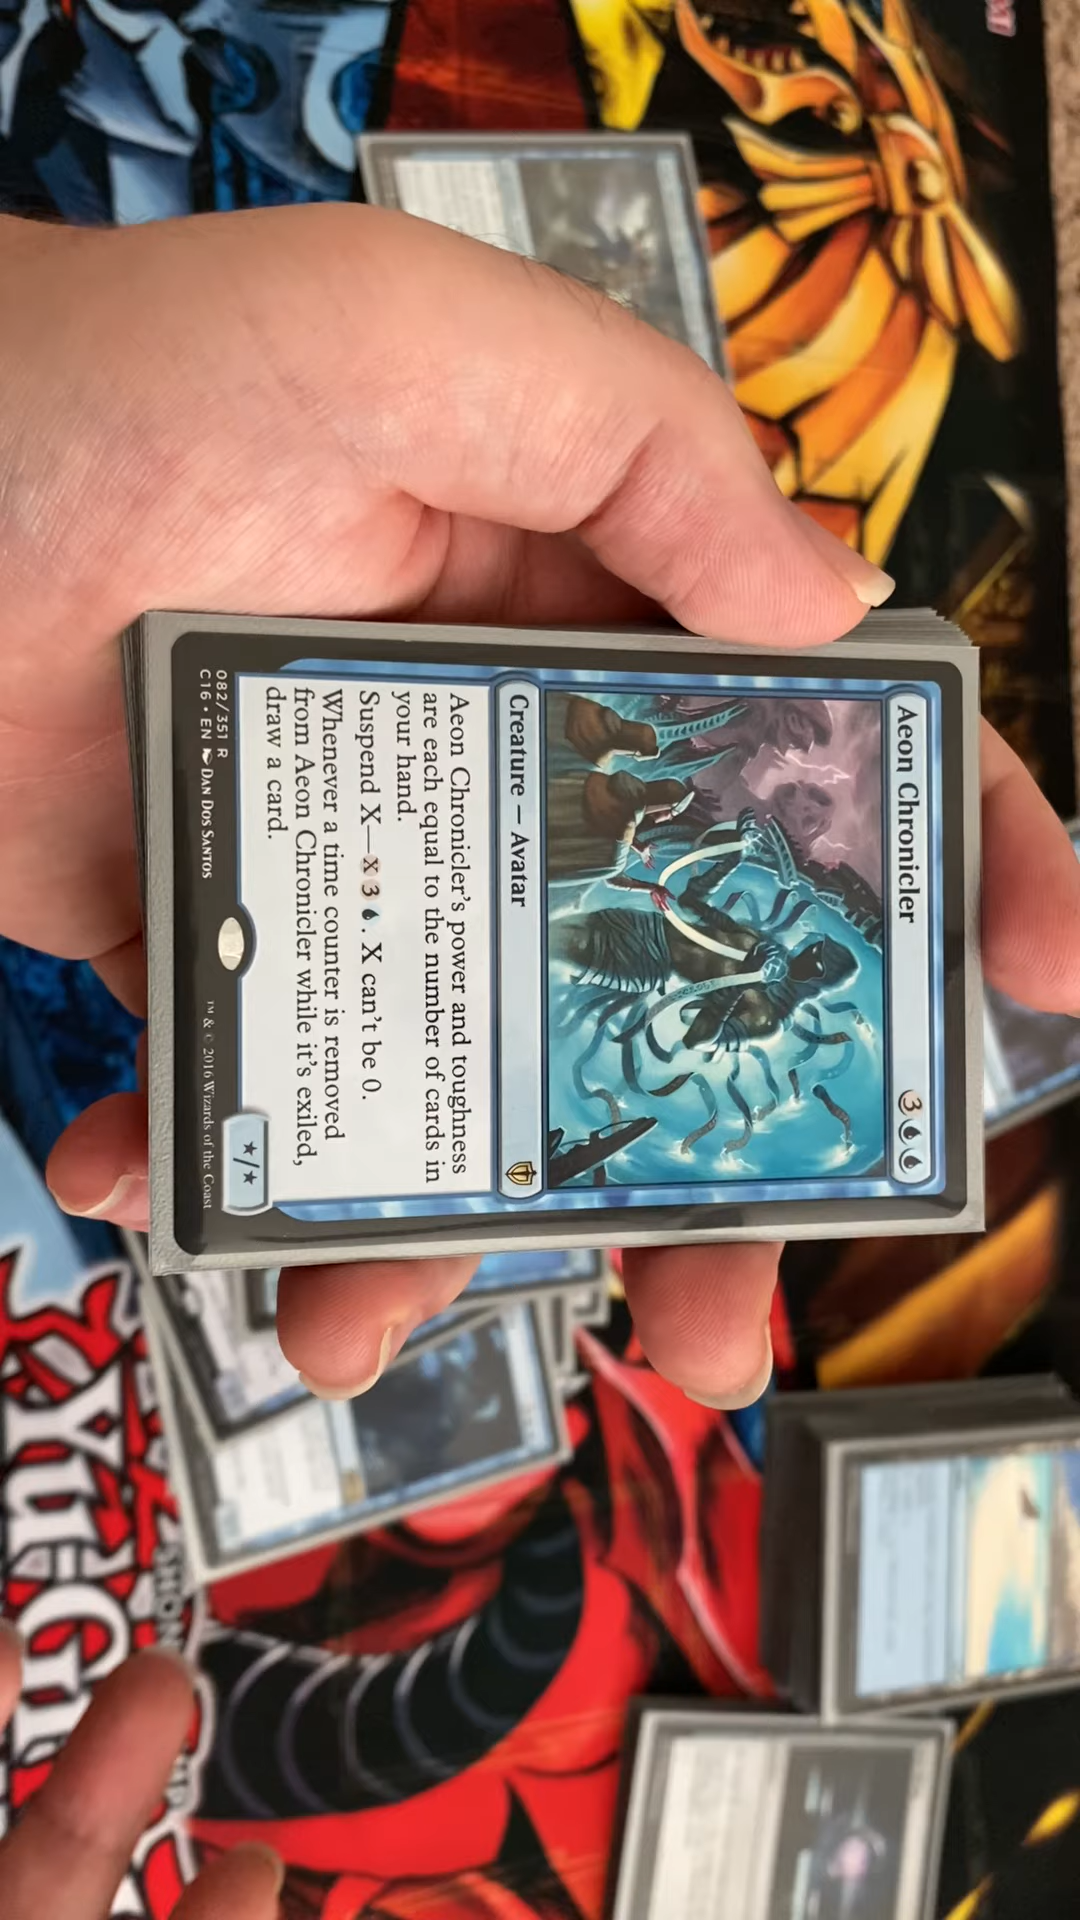 Aeon Chronicler
3
Creature — Avatar
Aeon Chronicler's power and toughness
are each equal to the number of cards in
your hand.
Suspend X—X 3 . X can't be 0.
Whenever a time counter is removed
from Aeon Chronicler while it's exiled,
draw a card.
*/*
082/351 R
C16 • EN DAN DOS SANTOS
™ & © 2016 Wizards of the Coast